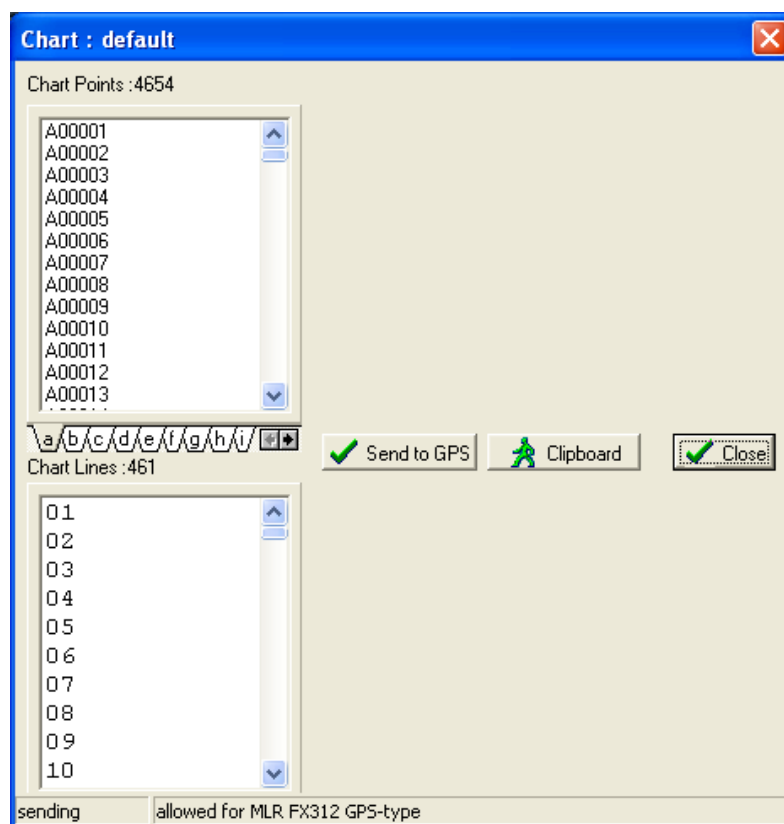 Chart : default
Chart Points :4654
A00001
A00002
A00003
A00004
A00005
A00006
A00007
A00008
A00009
A00010
A00011
A00012
A00013
a b c d e f g h i
Chart Lines :461
Send to GPS
Clipboard
Close
01
02
03
04
05
06
07
08
09
10
sending
allowed for MLR FX312 GPS-type